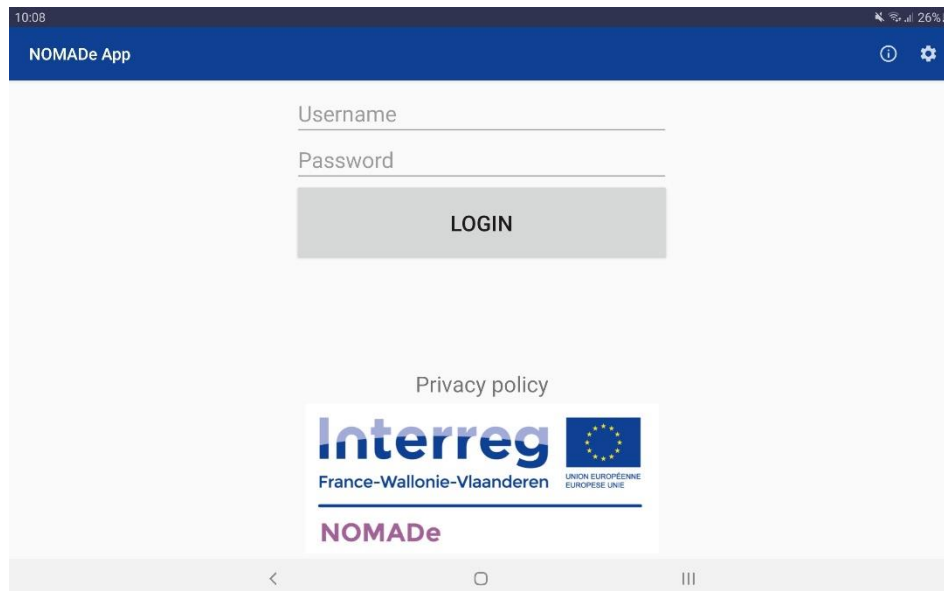 10:08 26%
NOMADe App
Username
Password
LOGIN
Privacy policy
Interreg
France-Wallonie-Vlaanderen
UNION EUROPÉENNE
EUROPESE UNIE
NOMADe